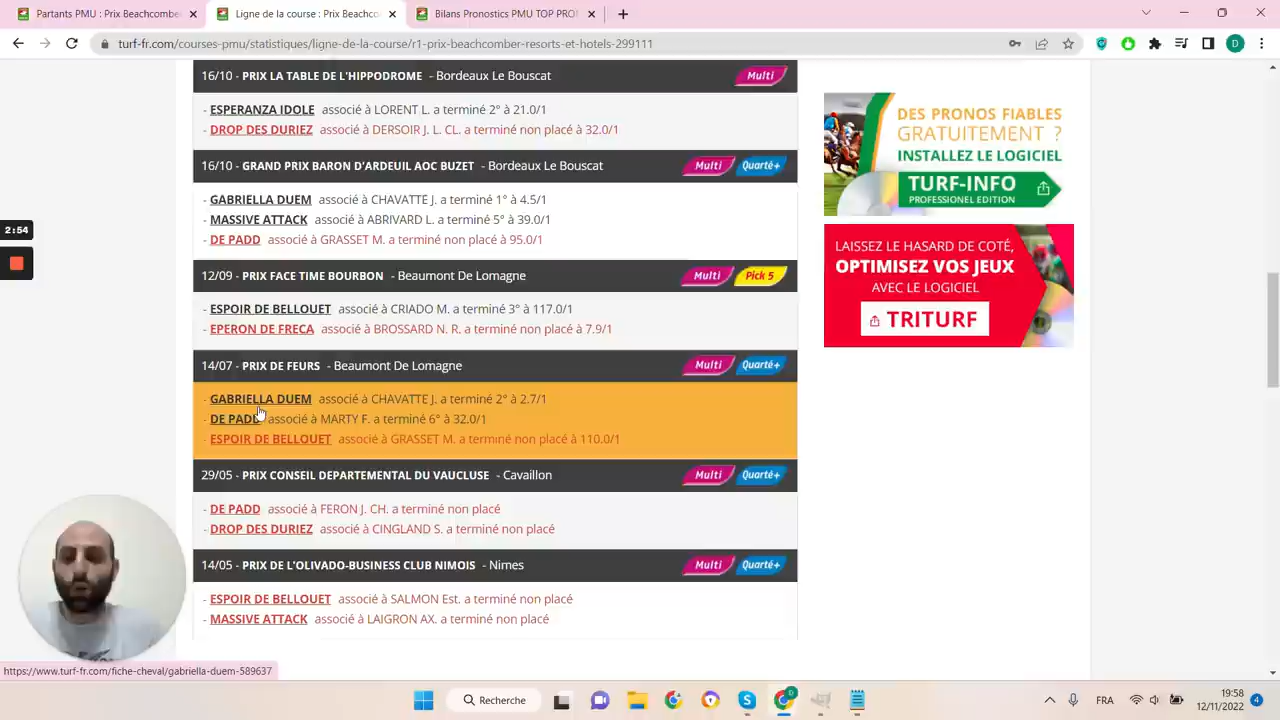 Partants PMU : Prix Beachcombe
Ligne de la course : Prix Beachc
Bilans Pronostics PMU TOP PRO
turf-fr.com/courses-pmu/statistiques/ligne-de-la-course/r1-prix-beachcomber-resorts-et-hotels-299111
D
16/10 - PRIX LA TABLE DE L'HIPPODROME - Bordeaux Le Bouscat Multi
- ESPERANZA IDOLE associé à LORENT L. a terminé 2° à 21.0/1
- DROP DES DURIEZ associé à DERSOIR J. L. CL. a terminé non placé à 32.0/1
16/10 - GRAND PRIX BARON D'ARDEUIL AOC BUZET - Bordeaux Le Bouscat Multi Quarté+
- GABRIELLA DUEM associé à CHAVATTE J. a terminé 1° à 4.5/1
- MASSIVE ATTACK associé à ABRIVARD L. a terminé 5° à 39.0/1
- DE PADD associé à GRASSET M. a terminé non placé à 95.0/1
12/09 - PRIX FACE TIME BOURBON - Beaumont De Lomagne Multi Pick 5
- ESPOIR DE BELLOUET associé à CRIADO M. a terminé 3° à 117.0/1
- EPERON DE FRECA associé à BROSSARD N. R. a terminé non placé à 7.9/1
14/07 - PRIX DE FEURS - Beaumont De Lomagne Multi Quarté+
- GABRIELLA DUEM associé à CHAVATTE J. a terminé 2° à 2.7/1
- DE PADD associé à MARTY F. a terminé 6° à 32.0/1
- ESPOIR DE BELLOUET associé à GRASSET M. a terminé non placé à 110.0/1
29/05 - PRIX CONSEIL DEPARTEMENTAL DU VAUCLUSE - Cavaillon Multi Quarté+
- DE PADD associé à FERON J. CH. a terminé non placé
- DROP DES DURIEZ associé à CINGLAND S. a terminé non placé
14/05 - PRIX DE L'OLIVADO-BUSINESS CLUB NIMOIS - Nimes Multi Quarté+
- ESPOIR DE BELLOUET associé à SALMON Est. a terminé non placé
- MASSIVE ATTACK associé à LAIGRON AX. a terminé non placé
DES PRONOS FIABLES
GRATUITEMENT ?
INSTALLEZ LE LOGICIEL
TURF-INFO
PROFESSIONEL EDITION
LAISSEZ LE HASARD DE COTÉ,
OPTIMISEZ VOS JEUX
AVEC LE LOGICIEL
TRITURF
2:54
https://www.turf-fr.com/fiche-cheval/gabriella-duem-589637
Recherche
FRA
19:58
12/11/2022
4